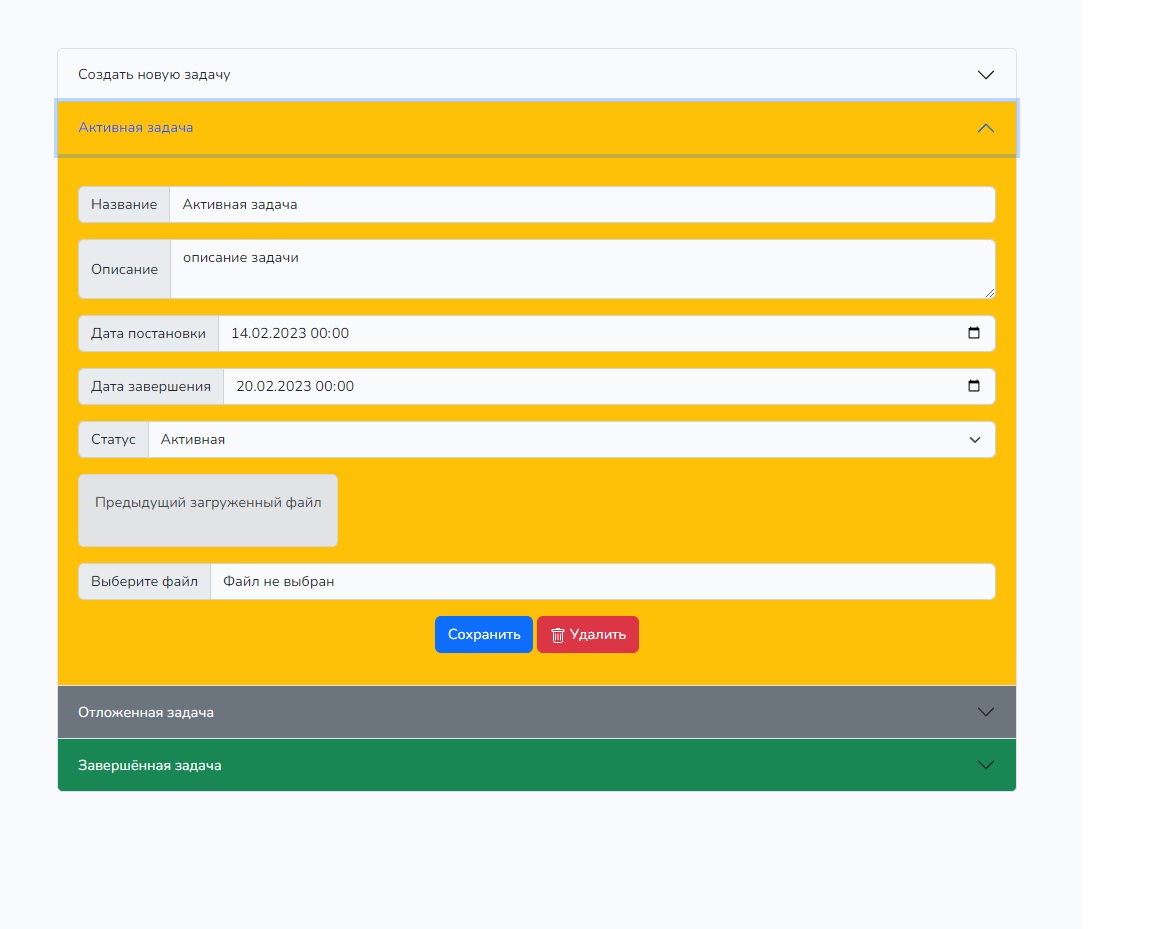 Создать новую задачу
Активная задача
Название Активная задача
Описание описание задачи
Дата постановки 14.02.2023 00:00
Дата завершения 20.02.2023 00:00
Статус Активная
Предыдущий загруженный файл
Выберите файл Файл не выбран
Сохранить Удалить
Отложенная задача
Завершённая задача